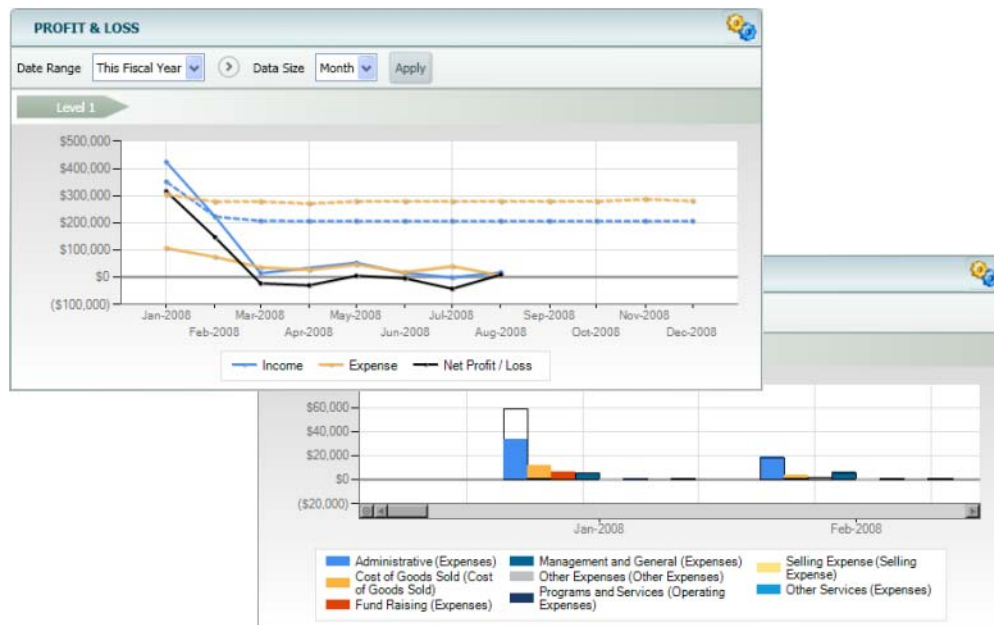 PROFIT & LOSS
Date Range This Fiscal Year Data Size Month Apply
Level 1
$500,000
$400,000
$300,000
$200,000
$100,000
$0
($100,000)
Jan-2008 Mar-2008 May-2008 Jul-2008 Sep-2008 Nov-2008
Feb-2008 Apr-2008 Jun-2008 Aug-2008 Oct-2008 Dec-2008
Income Expense Net Profit / Loss
$60,000
$40,000
$20,000
$0
($20,000)
Jan-2008 Feb-2008
Administrative (Expenses)
Cost of Goods Sold (Cost
of Goods Sold)
Fund Raising (Expenses)
Management and General (Expenses)
Other Expenses (Other Expenses)
Programs and Services (Operating
Expenses)
Selling Expense (Selling
Expense)
Other Services (Expenses)